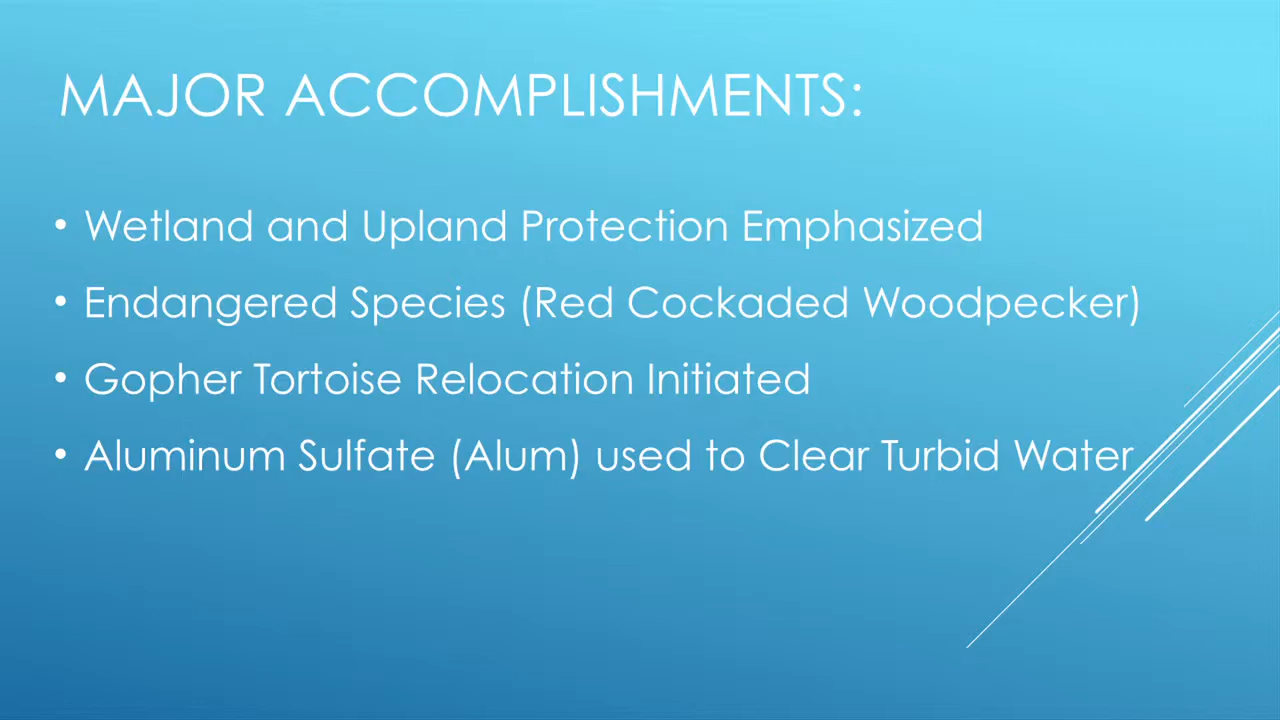 MAJOR ACCOMPLISHMENTS:
• Wetland and Upland Protection Emphasized
• Endangered Species (Red Cockaded Woodpecker)
• Gopher Tortoise Relocation Initiated
• Aluminum Sulfate (Alum) used to Clear Turbid Water